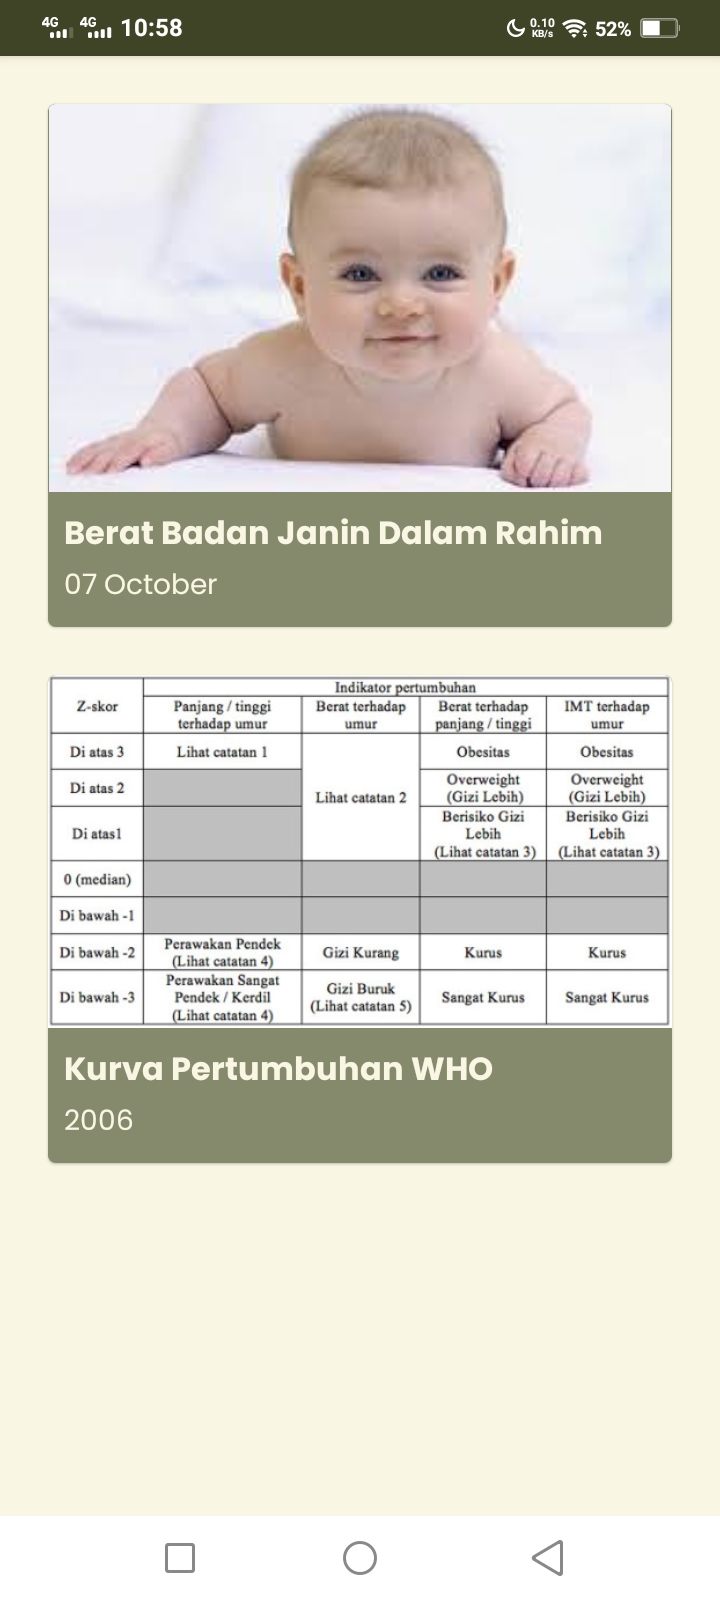 4G 4G 10:58 0.10 KB/s 52%
Berat Badan Janin Dalam Rahim
07 October
Z-skor
Indikator pertumbuhan
Panjang / tinggi terhadap umur
Berat terhadap umur
Berat terhadap panjang / tinggi
IMT terhadap umur
Di atas 3
Lihat catatan 1
Lihat catatan 2
Obesitas
Obesitas
Di atas 2
Overweight (Gizi Lebih)
Overweight (Gizi Lebih)
Di atas1
Berisiko Gizi Lebih (Lihat catatan 3)
Berisiko Gizi Lebih (Lihat catatan 3)
0 (median)
Di bawah -1
Di bawah -2
Perawakan Pendek (Lihat catatan 4)
Gizi Kurang
Kurus
Kurus
Di bawah -3
Perawakan Sangat Pendek / Kerdil (Lihat catatan 4)
Gizi Buruk (Lihat catatan 5)
Sangat Kurus
Sangat Kurus
Kurva Pertumbuhan WHO
2006